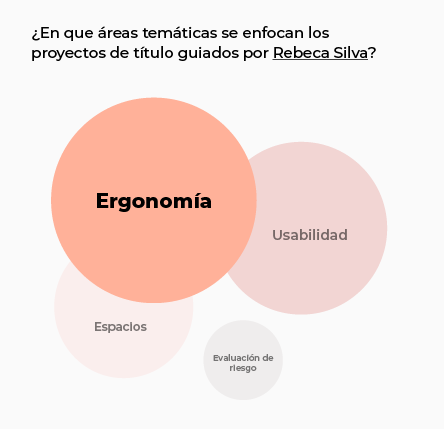 ¿En que áreas temáticas se enfocan los
proyectos de título guiados por Rebeca Silva?
Ergonomía
Usabilidad
Espacios
Evaluación de
riesgo